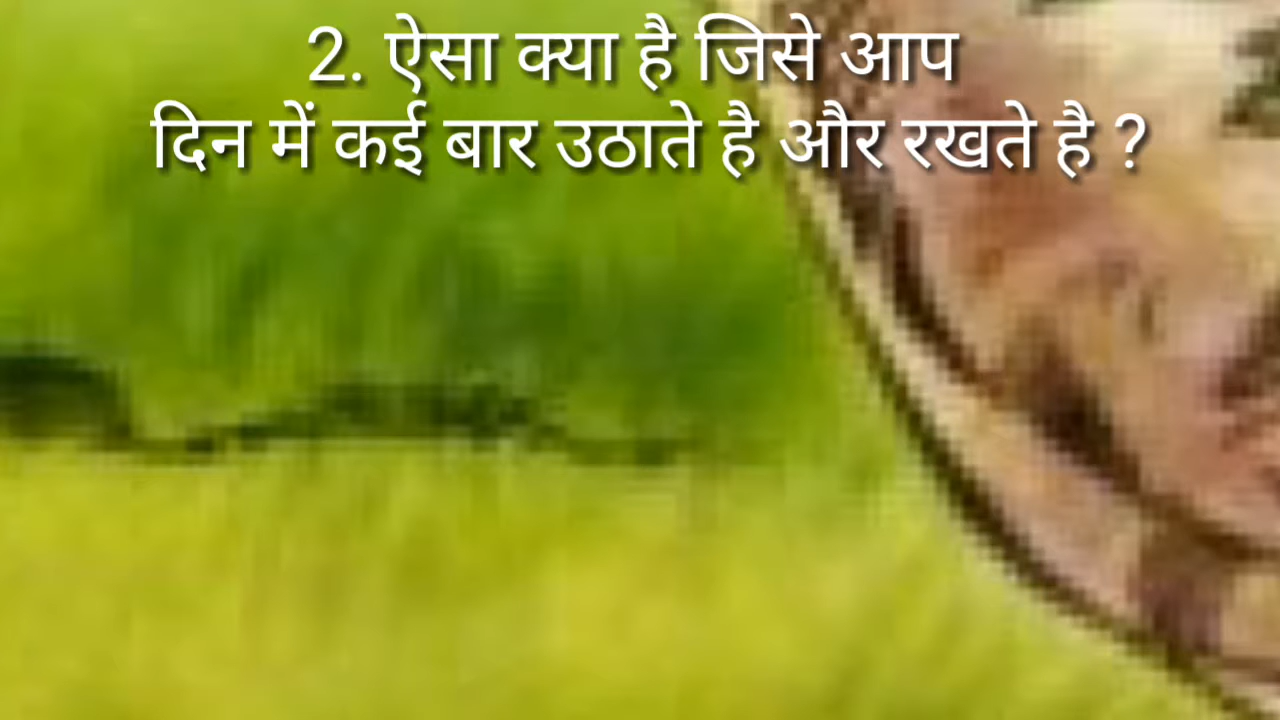 2. ऐसा क्या है जिसे आप
दिन में कई बार उठाते है और रखते है ?